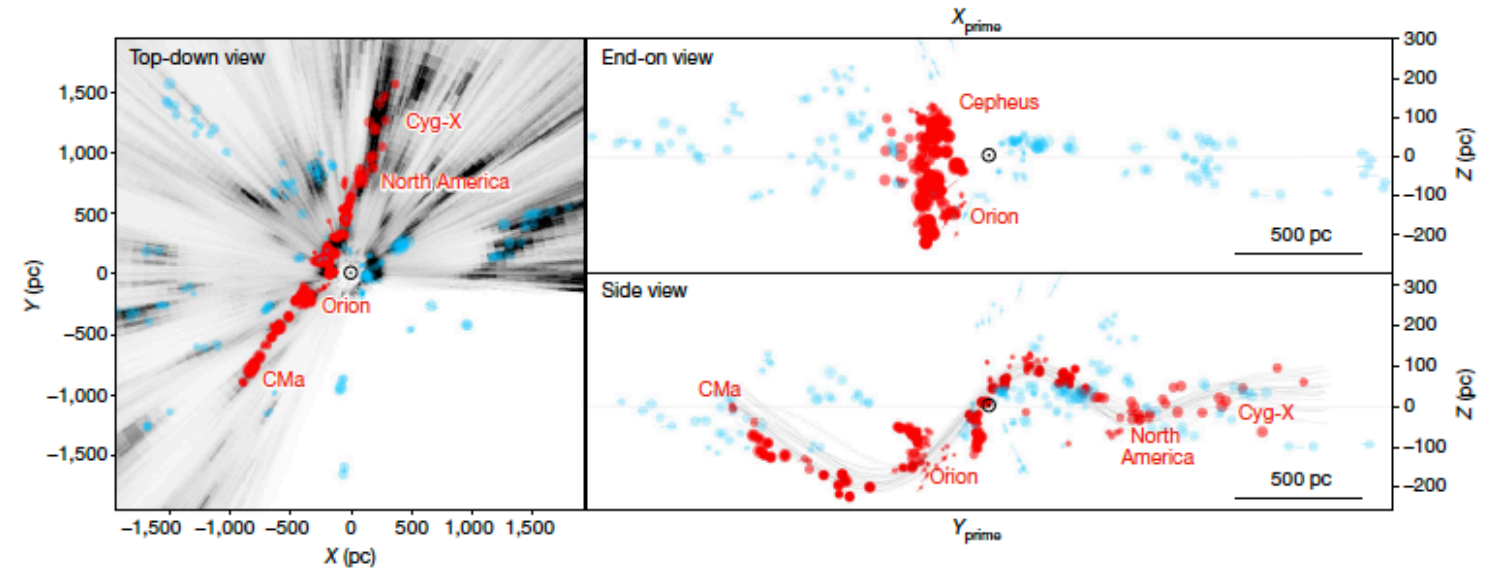 Top-down view
1,500
1,000
500
0
−500
−1,000
−1,500
Y (pc)
−1,500 −1,000 −500 0 500 1,000 1,500
X (pc)
Cyg-X
North America
Orion
CMa
Xprime
End-on view
Cepheus
Orion
500 pc
300
200
100
0
−100
−200
Z (pc)
Side view
CMa
Orion
North
America
Cyg-X
500 pc
300
200
100
0
−100
−200
Z (pc)
Yprime